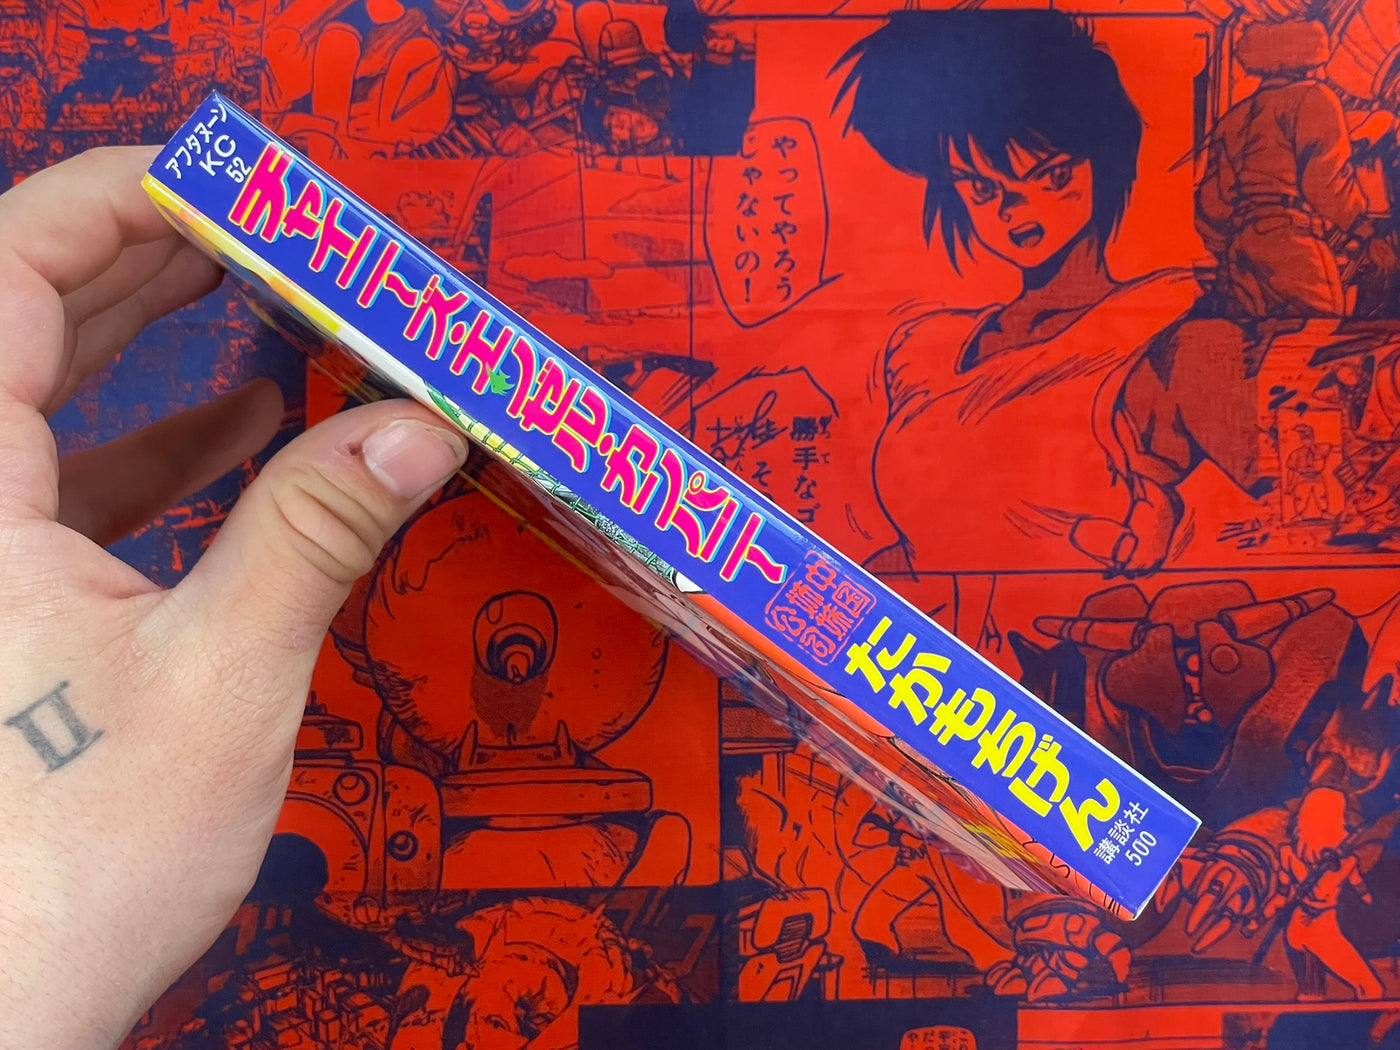 アフタヌーン
KC
52
チャイニーズ・エンゼル・カンパニー
中国
公司
たかもちげん
講談社
500
やってやろう
じゃないの!
勝手なゴ
そ